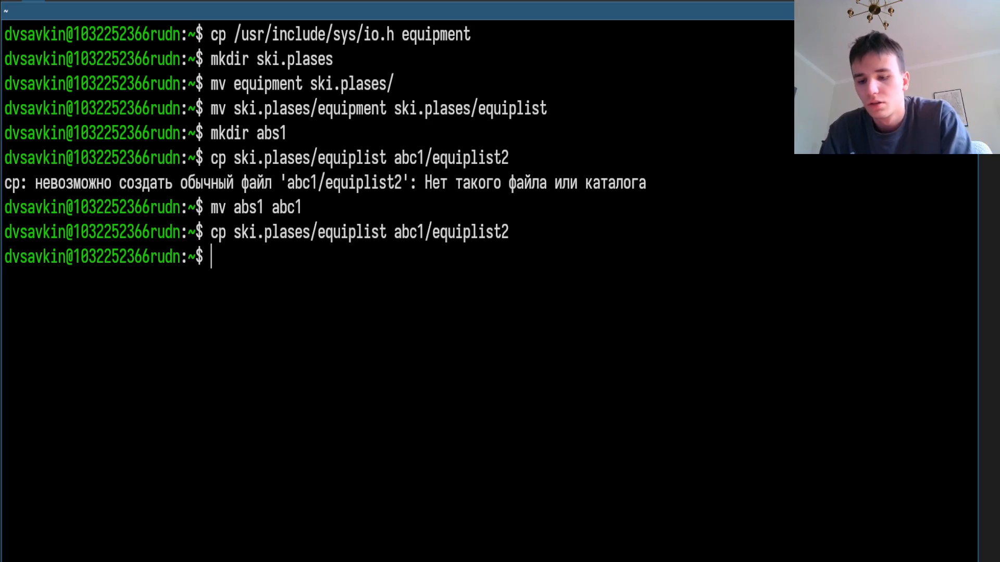 ~
dvsavkin@1032252366rudn:~$ cp /usr/include/sys/io.h equipment
dvsavkin@1032252366rudn:~$ mkdir ski.plases
dvsavkin@1032252366rudn:~$ mv equipment ski.plases/
dvsavkin@1032252366rudn:~$ mv ski.plases/equipment ski.plases/equiplist
dvsavkin@1032252366rudn:~$ mkdir abs1
dvsavkin@1032252366rudn:~$ cp ski.plases/equiplist abc1/equiplist2
cp: невозможно создать обычный файл 'abc1/equiplist2': Нет такого файла или каталога
dvsavkin@1032252366rudn:~$ mv abs1 abc1
dvsavkin@1032252366rudn:~$ cp ski.plases/equiplist abc1/equiplist2
dvsavkin@1032252366rudn:~$